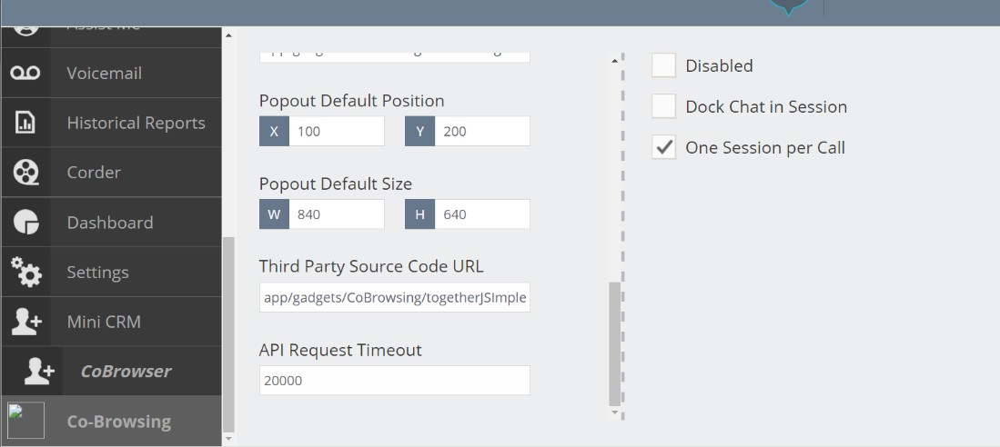 Assist Me
Voicemail
Historical Reports
Corder
Dashboard
Settings
Mini CRM
CoBrowser
Co-Browsing
Popout Default Position
X 100 Y 200
Popout Default Size
W 840 H 640
Third Party Source Code URL
app/gadgets/CoBrowsing/togetherJSImple
API Request Timeout
20000
Disabled
Dock Chat in Session
One Session per Call